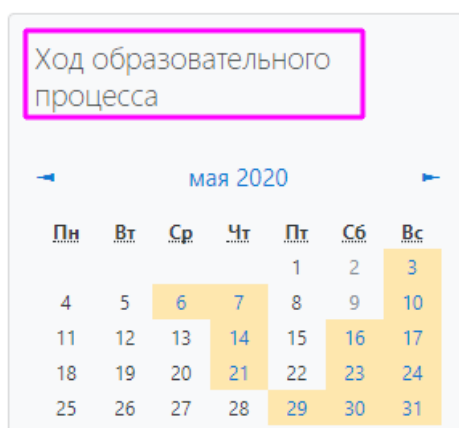 Ход образовательного
процесса
◄ мая 2020 ►
Пн Вт Ср Чт Пт Сб Вс
1 2 3
4 5 6 7 8 9 10
11 12 13 14 15 16 17
18 19 20 21 22 23 24
25 26 27 28 29 30 31